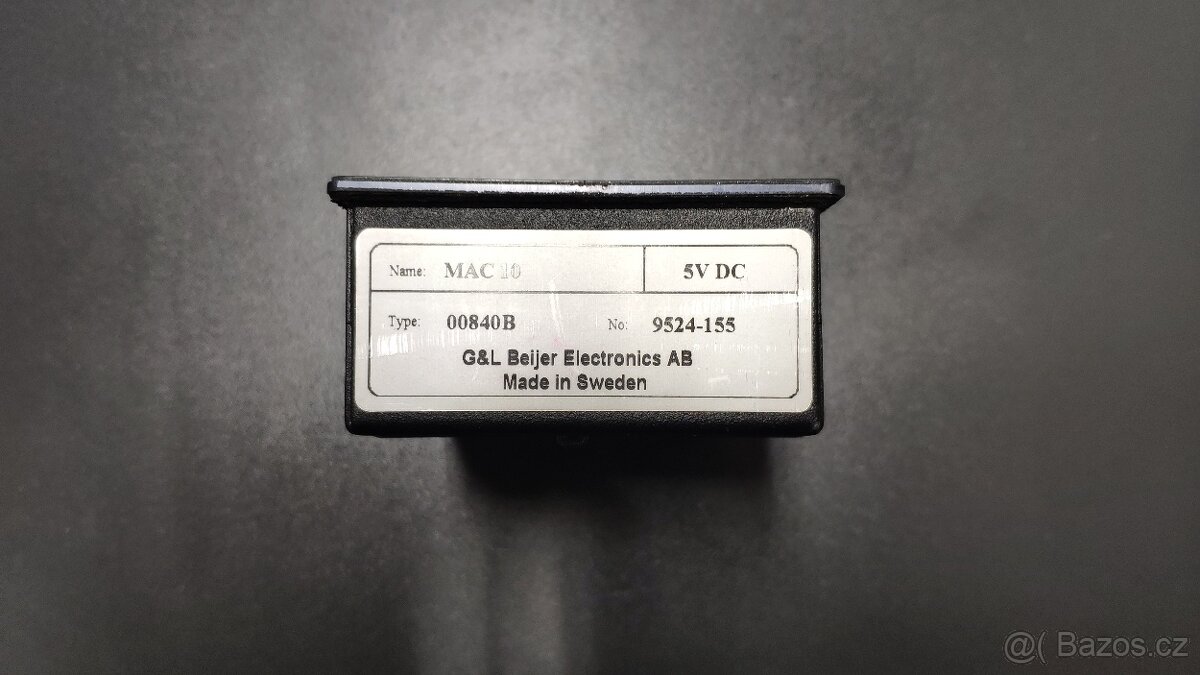 Name: MAC 10 5V DC
Type: 00840B No: 9524-155
G&L Beijer Electronics AB
Made in Sweden
@( Bazos.cz